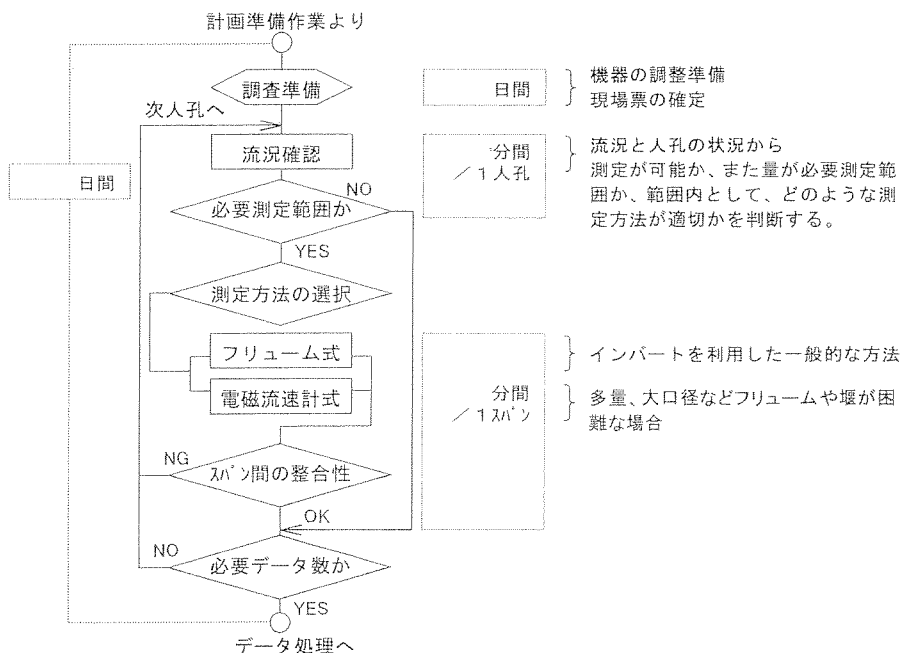 計画準備作業より
調査準備
日間
機器の調整準備
現場票の確定
次人孔へ
流況確認
分間
／１人孔
流況と人孔の状況から
測定が可能か、また量が必要測定範
囲か、範囲内として、どのような測
定方法が適切かを判断する。
日間
NO
必要測定範囲か
YES
測定方法の選択
フリューム式
インバートを利用した一般的な方法
電磁流速計式
分間
／１ｽﾊﾟﾝ
多量、大口径などフリュームや堰が困
難な場合
NG
ｽﾊﾟﾝ間の整合性
OK
NO
必要データ数か
YES
データ処理へ